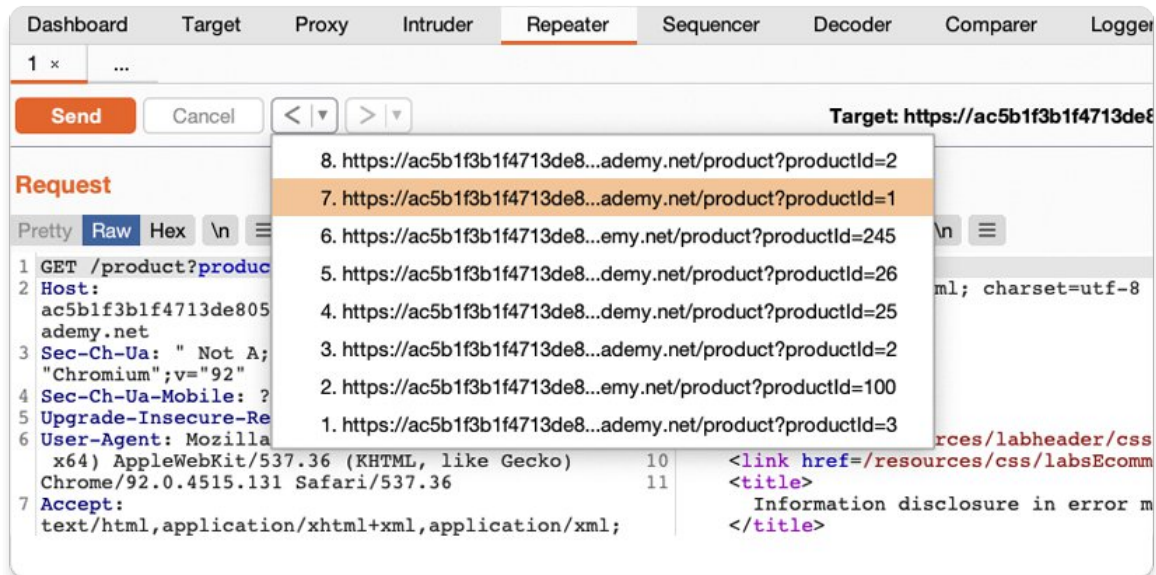 Dashboard Target Proxy Intruder Repeater Sequencer Decoder Comparer Logger
1 × ...
Send Cancel < ▼ > ▼ Target: https://ac5b1f3b1f4713de8
8. https://ac5b1f3b1f4713de8...ademy.net/product?productId=2
7. https://ac5b1f3b1f4713de8...ademy.net/product?productId=1
6. https://ac5b1f3b1f4713de8...emy.net/product?productId=245
5. https://ac5b1f3b1f4713de8...demy.net/product?productId=26
4. https://ac5b1f3b1f4713de8...demy.net/product?productId=25
3. https://ac5b1f3b1f4713de8...ademy.net/product?productId=2
2. https://ac5b1f3b1f4713de8...emy.net/product?productId=100
1. https://ac5b1f3b1f4713de8...ademy.net/product?productId=3
Request
Pretty Raw Hex \n ☰
1 GET /product?produc
2 Host:
ac5b1f3b1f4713de805
ademy.net
3 Sec-Ch-Ua: " Not A;
"Chromium";v="92"
4 Sec-Ch-Ua-Mobile: ?
5 Upgrade-Insecure-Re
6 User-Agent: Mozilla
x64) AppleWebKit/537.36 (KHTML, like Gecko)
Chrome/92.0.4515.131 Safari/537.36
7 Accept:
text/html,application/xhtml+xml,application/xml;
\n ☰
ml; charset=utf-8
rces/labheader/css
10 <link href=/resources/css/labsEcomm
11 <title>
Information disclosure in error m
</title>